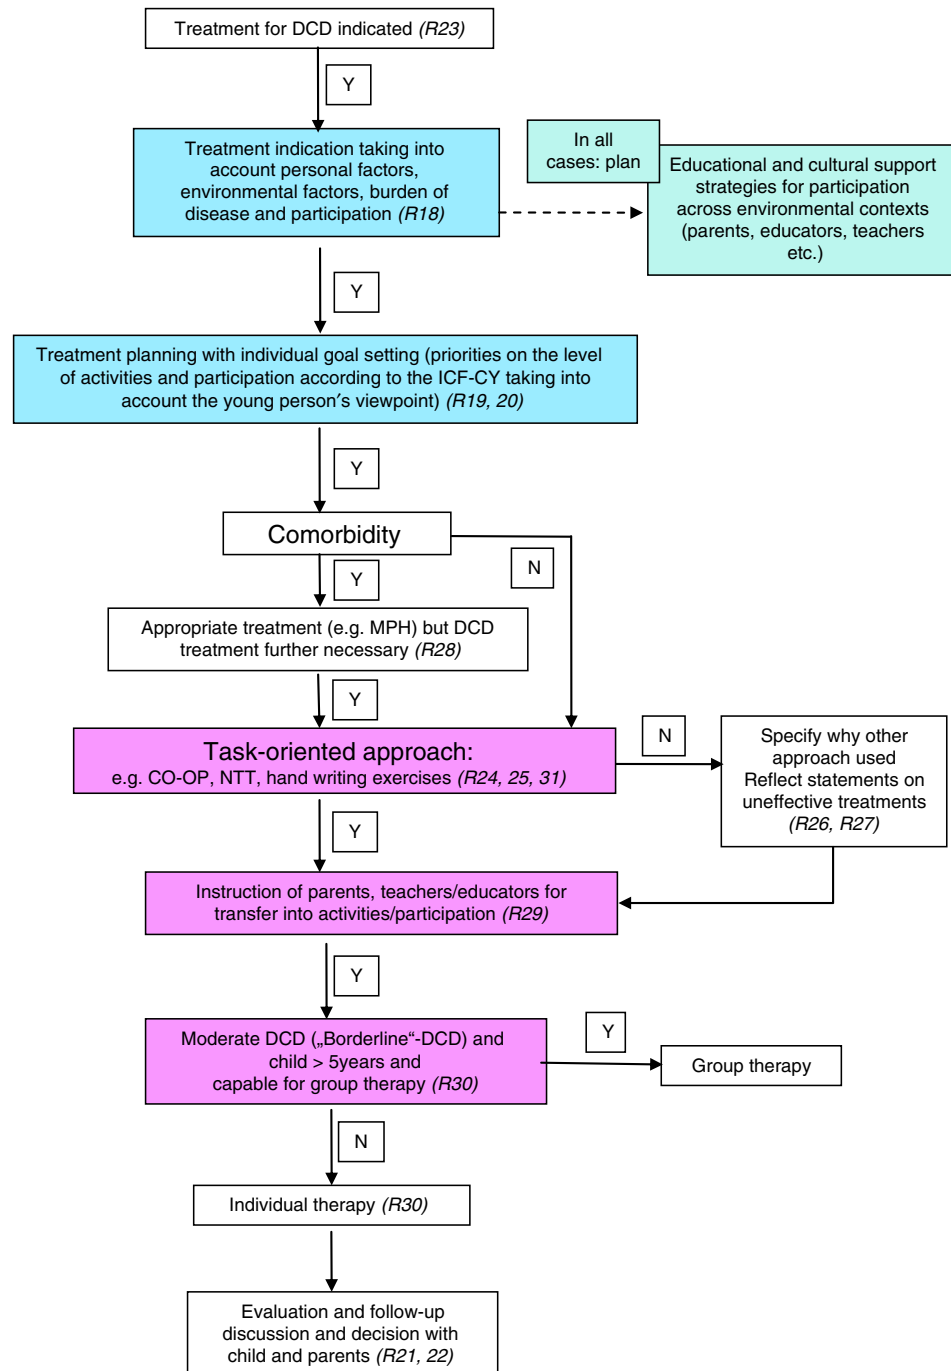 Treatment for DCD indicated (R23)
Y
Treatment indication taking into
account personal factors,
environmental factors, burden of
disease and participation (R18)
In all
cases: plan
Educational and cultural support
strategies for participation
across environmental contexts
(parents, educators, teachers
etc.)
Y
Treatment planning with individual goal setting (priorities on the level
of activities and participation according to the ICF-CY taking into
account the young person′s viewpoint) (R19, 20)
Y
Comorbidity
N
Y
Appropriate treatment (e.g. MPH) but DCD
treatment further necessary (R28)
Y
Task-oriented approach:
e.g. CO-OP, NTT, hand writing exercises (R24, 25, 31)
N
Specify why other
approach used
Reflect statements on
uneffective treatments
(R26, R27)
Y
Instruction of parents, teachers/educators for
transfer into activities/participation (R29)
Y
Moderate DCD („Borderline“-DCD) and
child > 5years and
capable for group therapy (R30)
Y
Group therapy
N
Individual therapy (R30)
Evaluation and follow-up
discussion and decision with
child and parents (R21, 22)